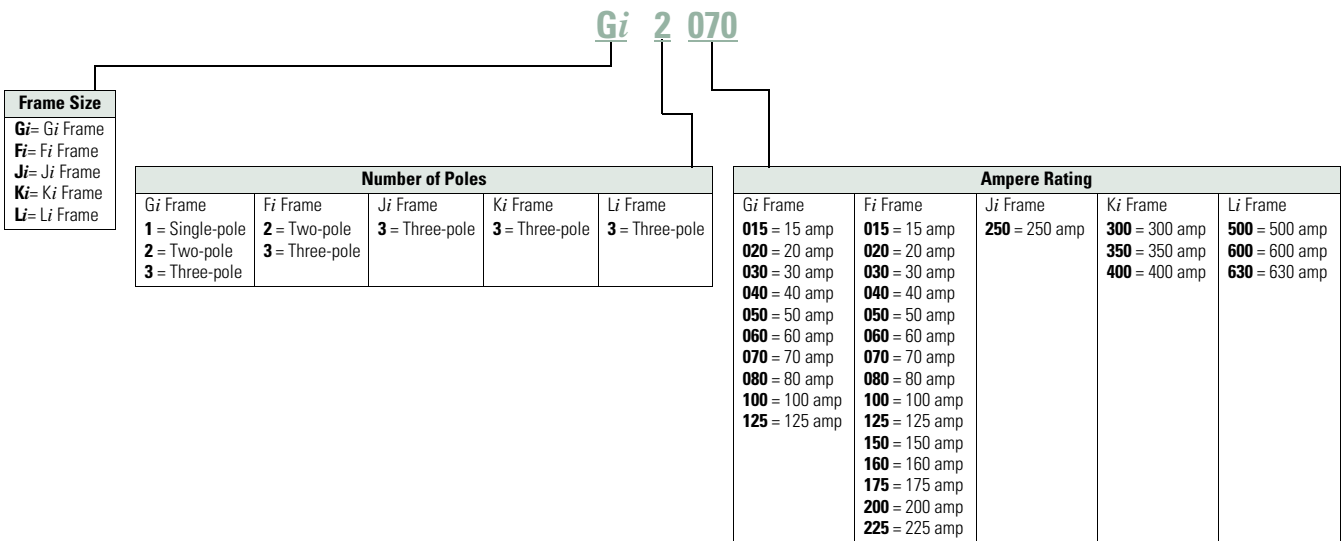 Gi 2 070
Frame Size
Gi= Gi Frame
Fi= Fi Frame
Ji= Ji Frame
Ki= Ki Frame
Li= Li Frame
Number of Poles
Gi Frame
1 = Single-pole
2 = Two-pole
3 = Three-pole
Fi Frame
2 = Two-pole
3 = Three-pole
Ji Frame
3 = Three-pole
Ki Frame
3 = Three-pole
Li Frame
3 = Three-pole
Ampere Rating
Gi Frame
015 = 15 amp
020 = 20 amp
030 = 30 amp
040 = 40 amp
050 = 50 amp
060 = 60 amp
070 = 70 amp
080 = 80 amp
100 = 100 amp
125 = 125 amp
Fi Frame
015 = 15 amp
020 = 20 amp
030 = 30 amp
040 = 40 amp
050 = 50 amp
060 = 60 amp
070 = 70 amp
080 = 80 amp
100 = 100 amp
125 = 125 amp
150 = 150 amp
160 = 160 amp
175 = 175 amp
200 = 200 amp
225 = 225 amp
Ji Frame
250 = 250 amp
Ki Frame
300 = 300 amp
350 = 350 amp
400 = 400 amp
Li Frame
500 = 500 amp
600 = 600 amp
630 = 630 amp